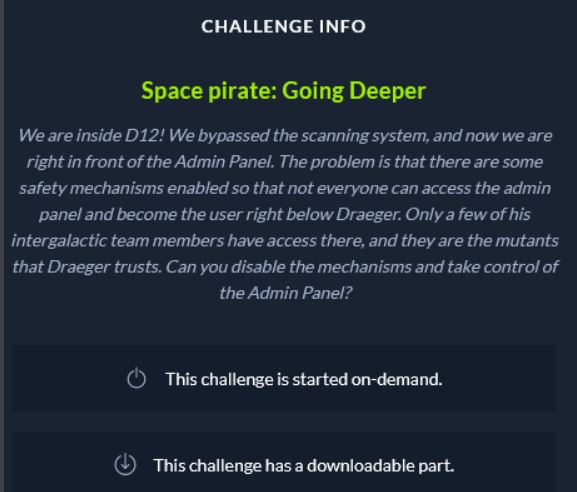 CHALLENGE INFO
Space pirate: Going Deeper
We are inside D12! We bypassed the scanning system, and now we are
right in front of the Admin Panel. The problem is that there are some
safety mechanisms enabled so that not everyone can access the admin
panel and become the user right below Draeger. Only a few of his
intergalactic team members have access there, and they are the mutants
that Draeger trusts. Can you disable the mechanisms and take control of
the Admin Panel?
This challenge is started on-demand.
This challenge has a downloadable part.